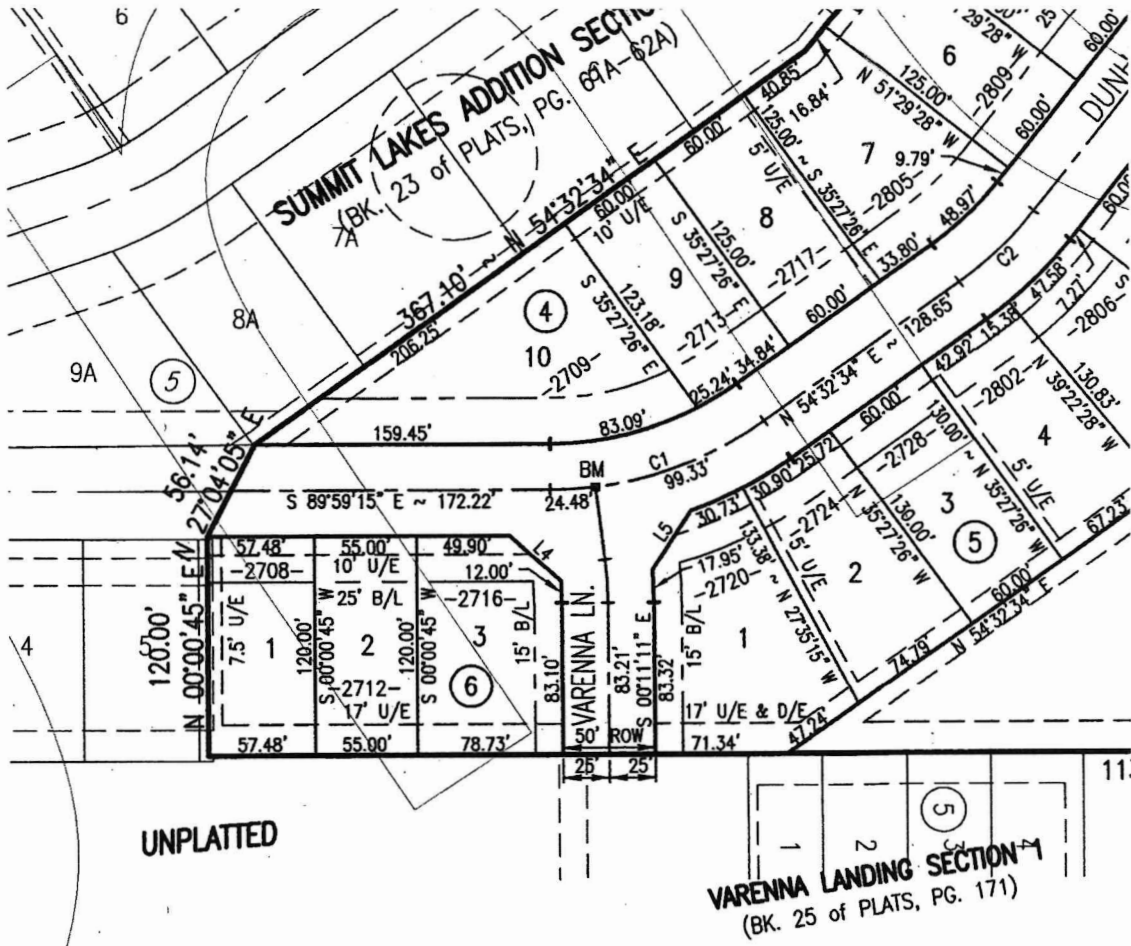 6
SUMMIT LAKES ADDITION SECTIO
(BK. 23 of PLATS, PG. 61A-62A)
7A
8A
9A
5
367.10' ~ N 54°32'34" E
206.25'
60.00'
10' U/E
60.00'
40.85'
16.84'
4
10
-2709-
123.18'
S 35°27'26" E
9
-2713-
S 35°27'26" E
125.00'
8
-2717-
5' U/E
125.00' ~ S 35°27'26" E
7
-2805-
9.79'
N 51°29'28" W
125.00'
6
-2809-
°29'28" W
60.00'
60.00'
25'
DUNH
159.45'
83.09'
25.24'
34.84'
60.00'
33.80'
48.97'
56.14'
N 27°04'05" E
BM
C1
99.33'
N 54°32'34" E ~ 128.65'
C2
S 89°59'15" E ~ 172.22'
24.48'
30.73'
30.90'
25.72'
60.00'
42.92'
15.38'
47.58'
7.27'
60.00'
-2806-
S
57.48'
55.00'
49.90'
L4
L5
-2708-
10' U/E
12.00'
25' B/L
-2716-
17.95'
-2720-
133.38' ~ N 27°35'15" W
15' U/E
-2724-
130.00'
N 35°27'26" W
-2728-
130.00' ~ N 35°27'26" W
5' U/E
-2802-
N 39°22'28" W
130.83'
4
120.00'
N 00°00'45" E
7.5' U/E
1
120.00'
S 00°00'45" W
2
120.00'
S 00°00'45" W
3
15' B/L
83.10'
VARENNA LN.
83.21'
S 00°11'11" E
83.32'
15' B/L
1
2
3
5
4
5
-2712-
17' U/E
6
17' U/E & D/E
50' ROW
57.48'
55.00'
78.73'
71.34'
47.24'
74.79'
60.00'
N 54°32'34" E
67.23'
25'
25'
113
UNPLATTED
5
1
2
3
4
VARENNA LANDING SECTION 1
(BK. 25 of PLATS, PG. 171)